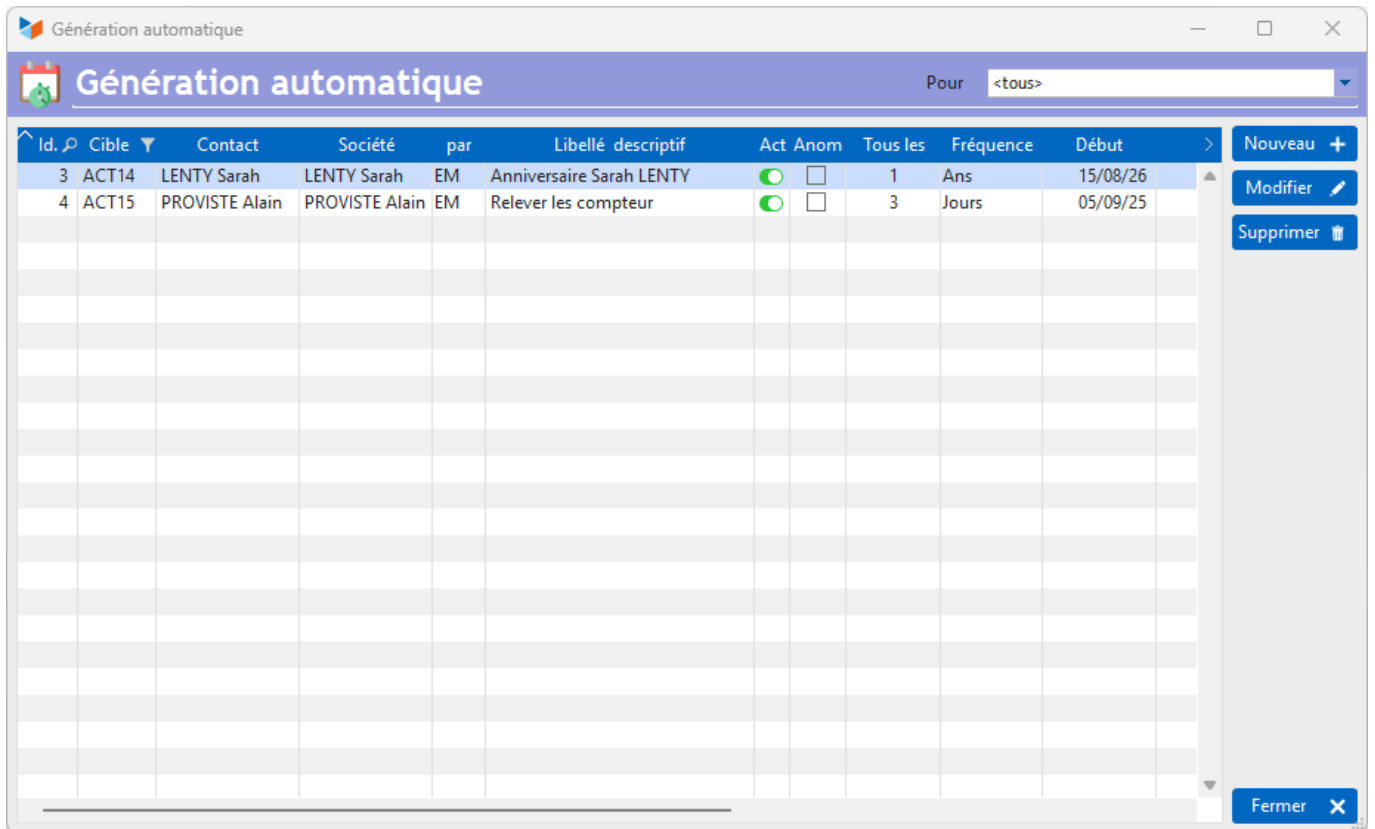 Génération automatique
Génération automatique Pour <tous>
Id. Cible Contact Société par Libellé descriptif Act Anom Tous les Fréquence Début
3 ACT14 LENTY Sarah LENTY Sarah EM Anniversaire Sarah LENTY 1 Ans 15/08/26
4 ACT15 PROVISTE Alain PROVISTE Alain EM Relever les compteur 3 Jours 05/09/25
Nouveau
Modifier
Supprimer
Fermer